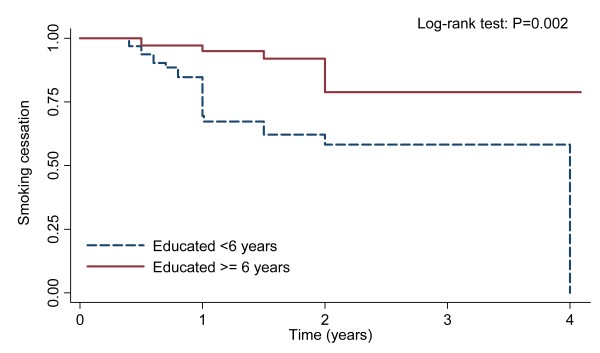 Log-rank test: P=0.002
1.00
0.75
0.50
0.25
0.00
Smoking cessation
Educated <6 years
Educated >= 6 years
0 1 2 3 4
Time (years)